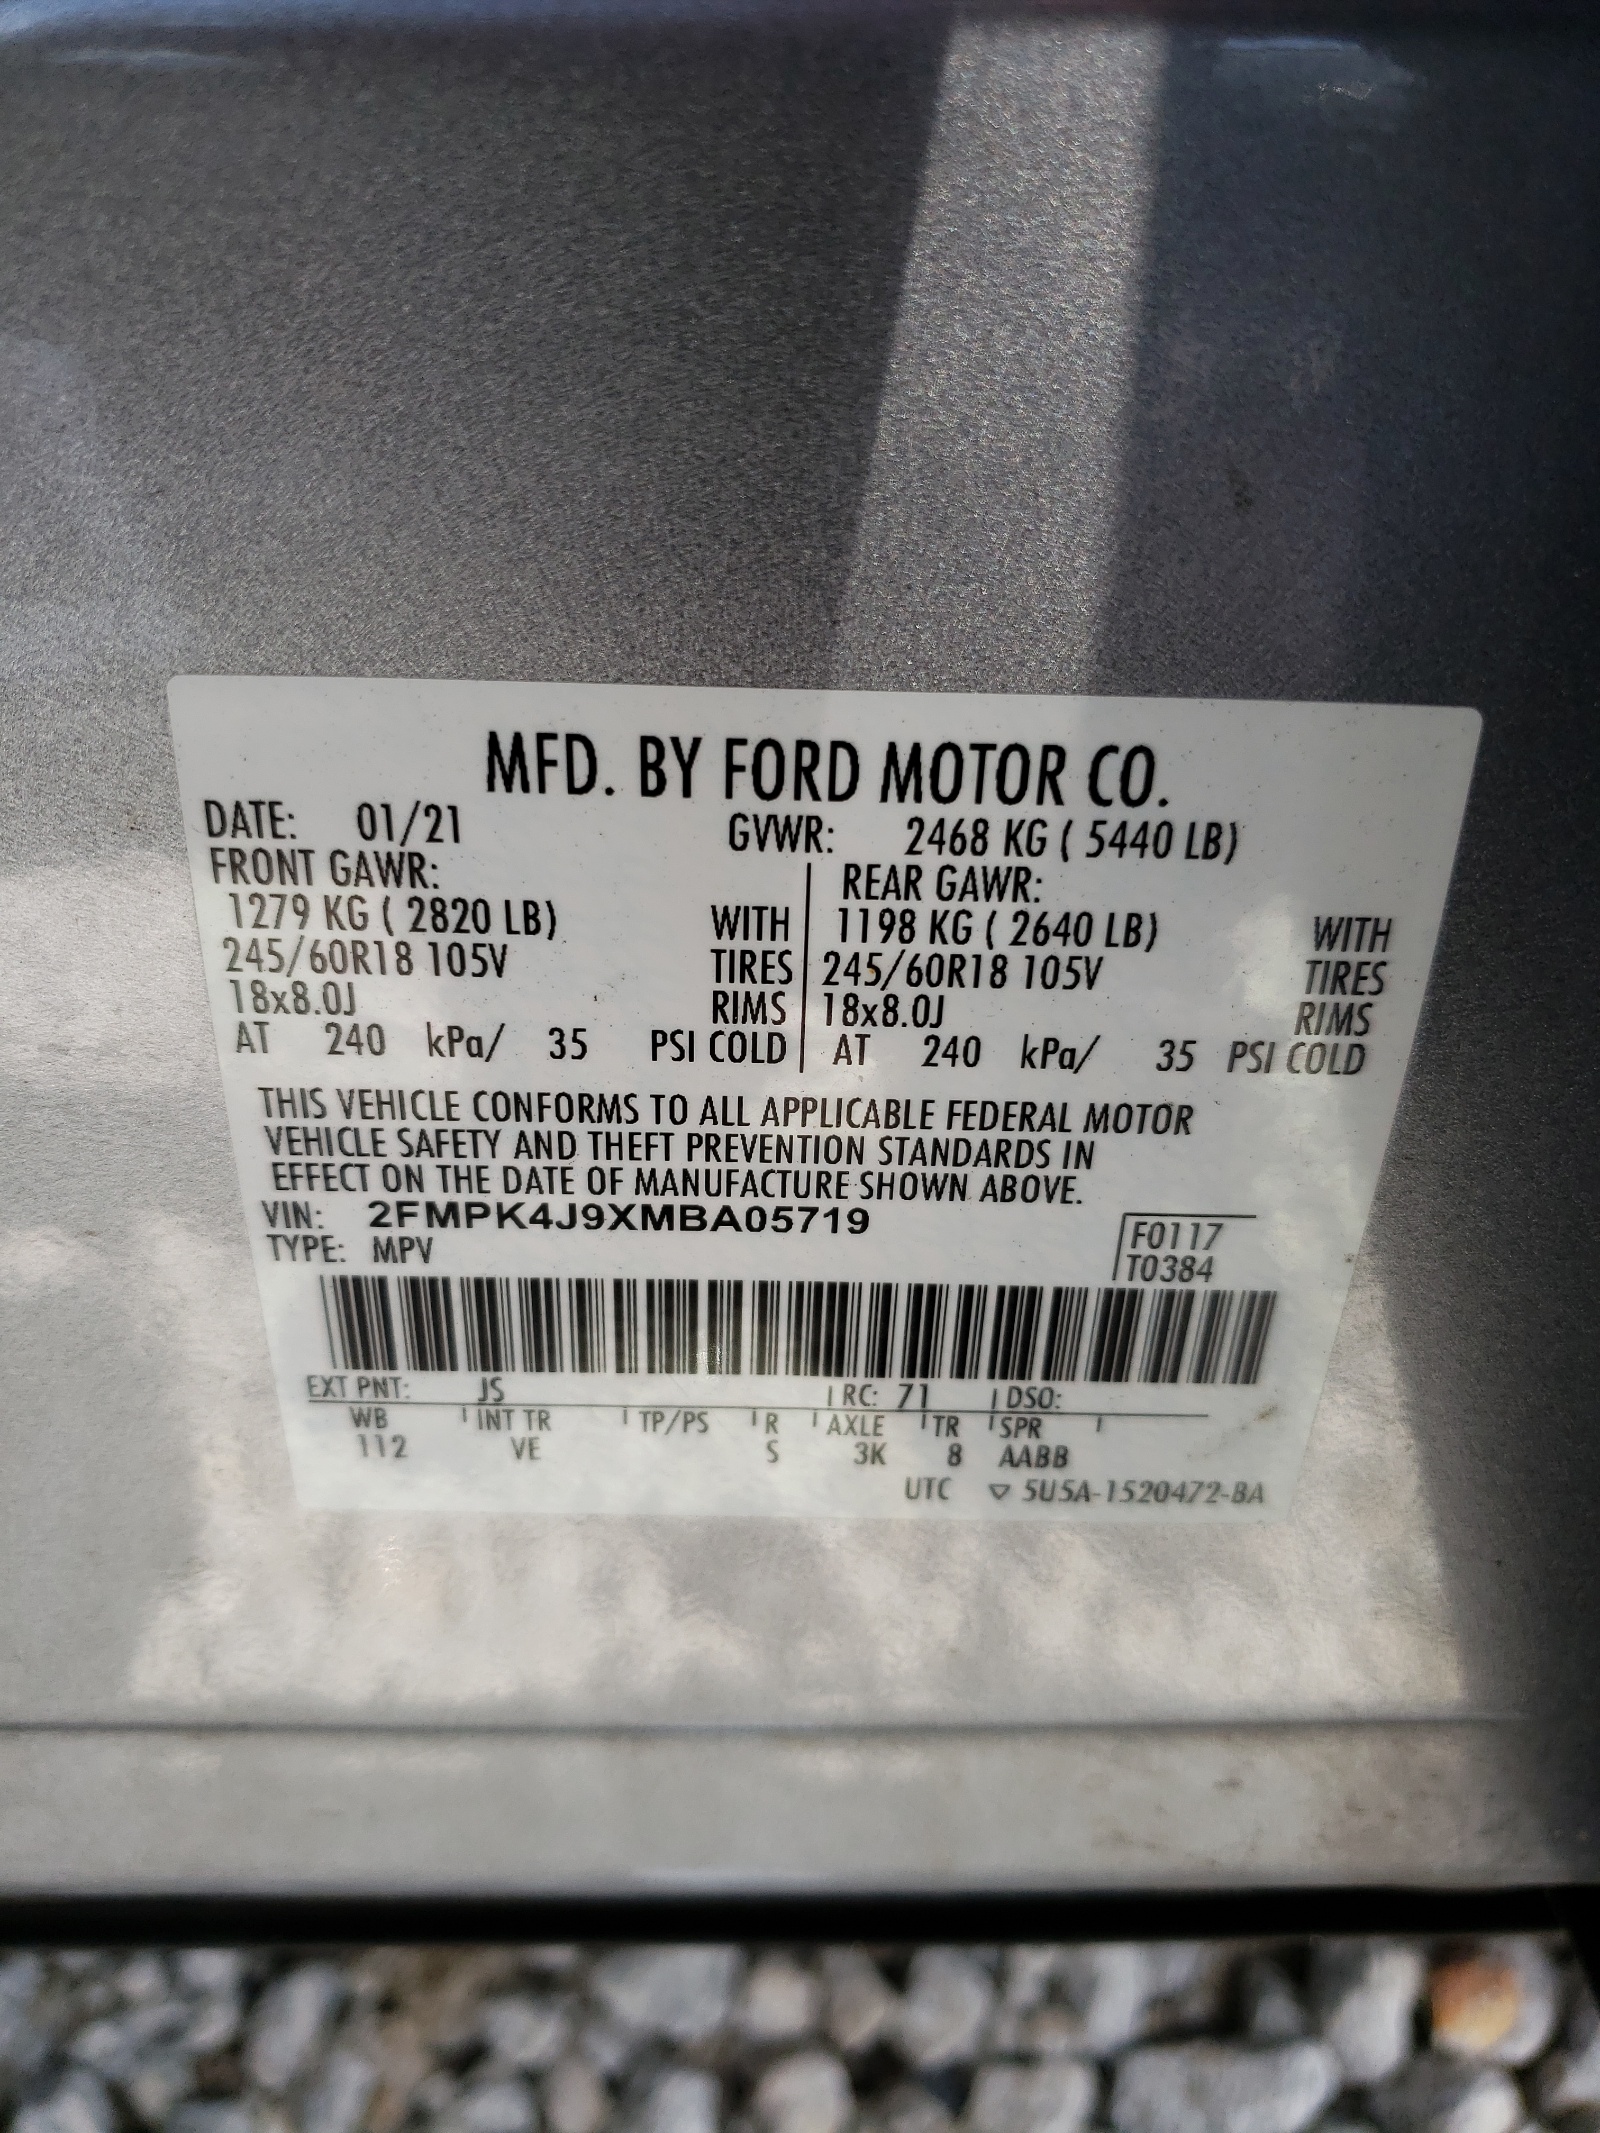 MFD. BY FORD MOTOR CO.
DATE: 01/21 GVWR: 2468 KG ( 5440 LB)
FRONT GAWR: REAR GAWR:
1279 KG ( 2820 LB) WITH 1198 KG ( 2640 LB) WITH
245/60R18 105V TIRES 245/60R18 105V TIRES
18x8.0J RIMS 18x8.0J RIMS
AT 240 kPa/ 35 PSI COLD AT 240 kPa/ 35 PSI COLD
THIS VEHICLE CONFORMS TO ALL APPLICABLE FEDERAL MOTOR
VEHICLE SAFETY AND THEFT PREVENTION STANDARDS IN
EFFECT ON THE DATE OF MANUFACTURE SHOWN ABOVE.
VIN: 2FMPK4J9XMBA05719 F0117
TYPE: MPV T0384
EXT PNT: JS RC: 71 DSO:
WB INT TR TP/PS R AXLE TR SPR
112 VE S 3K 8 AABB
UTC ▽ 5U5A-1520472-BA